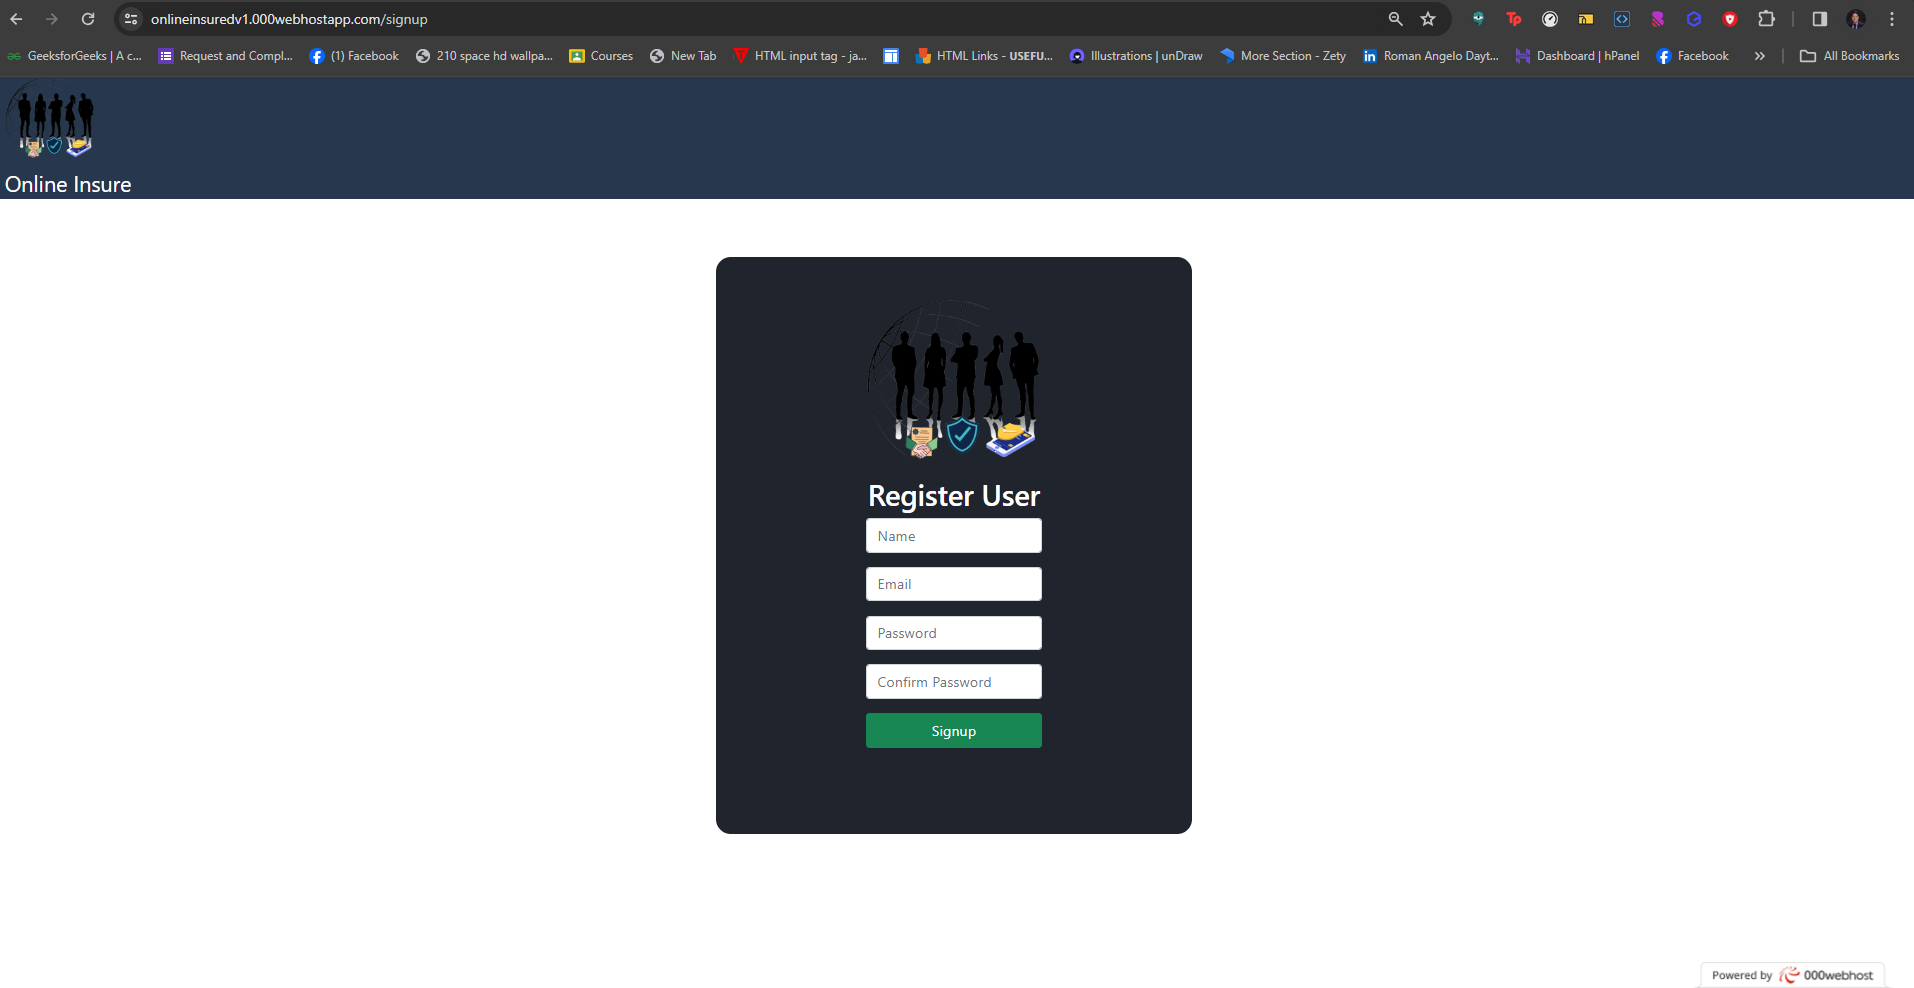 onlineinsuredv1.000webhostapp.com/signup
GeeksforGeeks | A c...
Request and Compl...
(1) Facebook
210 space hd wallpa...
Courses
New Tab
HTML input tag - ja...
HTML Links - USEFU...
Illustrations | unDraw
More Section - Zety
Roman Angelo Dayt...
Dashboard | hPanel
Facebook
»
All Bookmarks
Online Insure
Register User
Name
Email
Password
Confirm Password
Signup
Powered by 000webhost